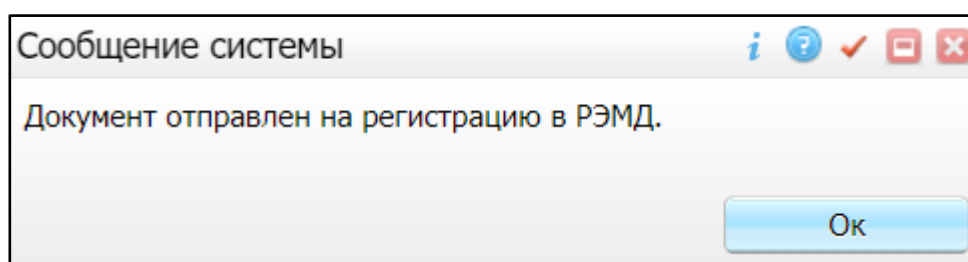 Сообщение системы
Документ отправлен на регистрацию в РЭМД.
Ок